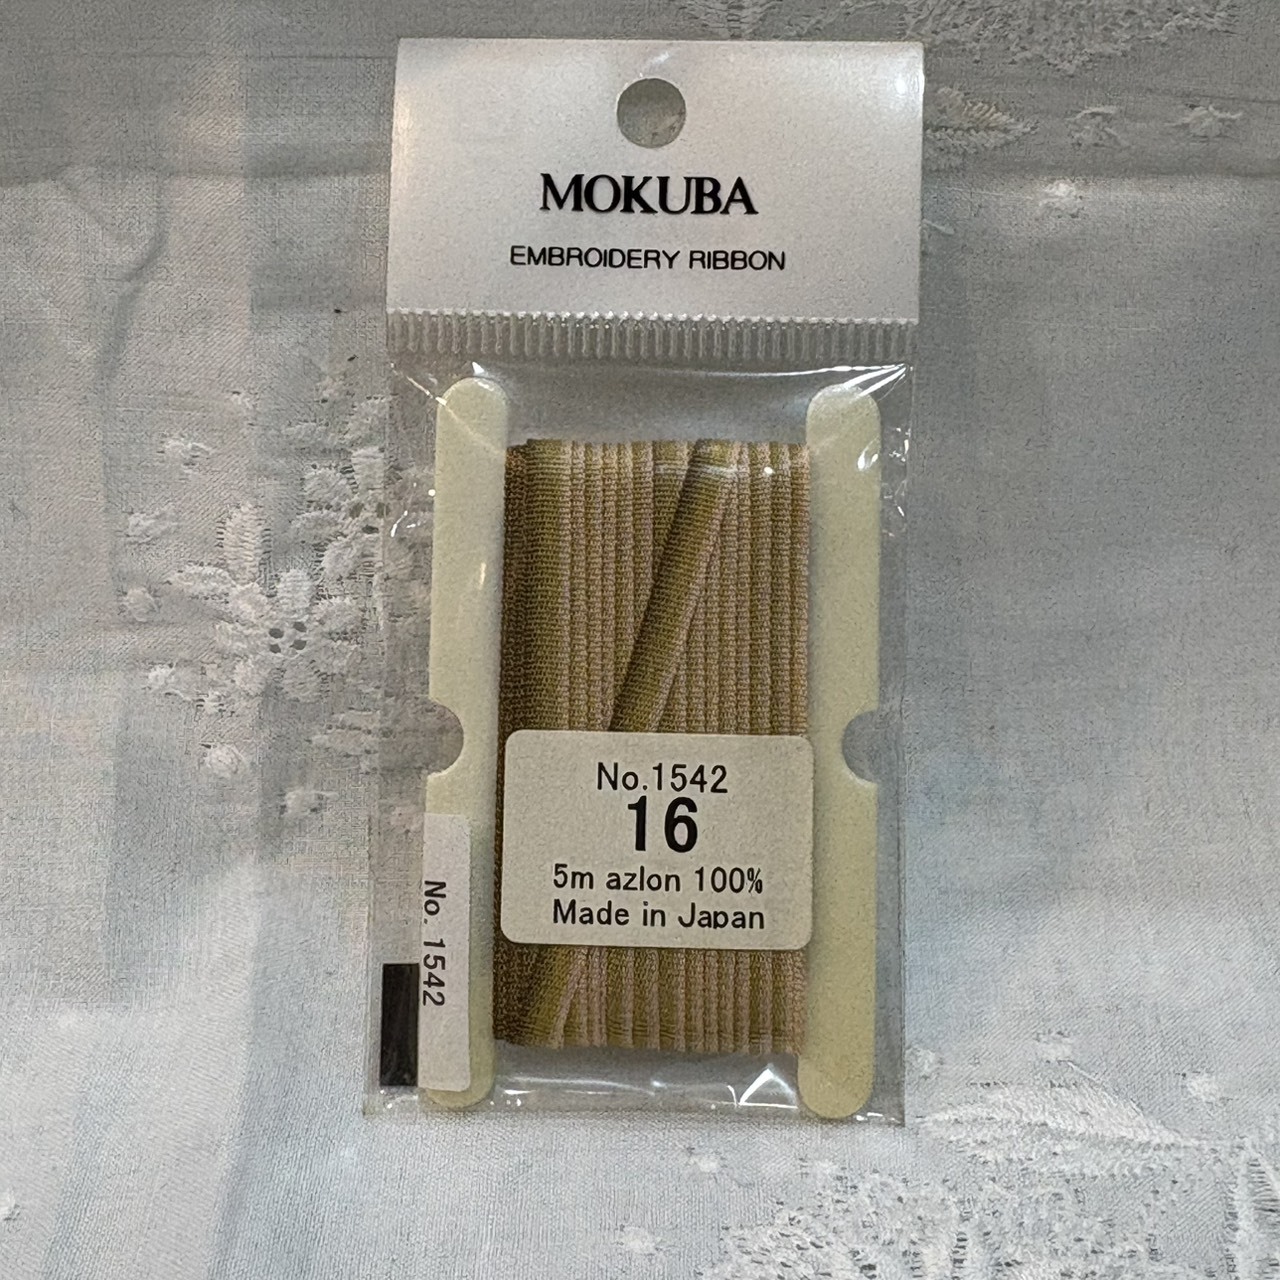 MOKUBA
EMBROIDERY RIBBON
No.1542
16
5m azlon 100%
Made in Japan
No. 1542